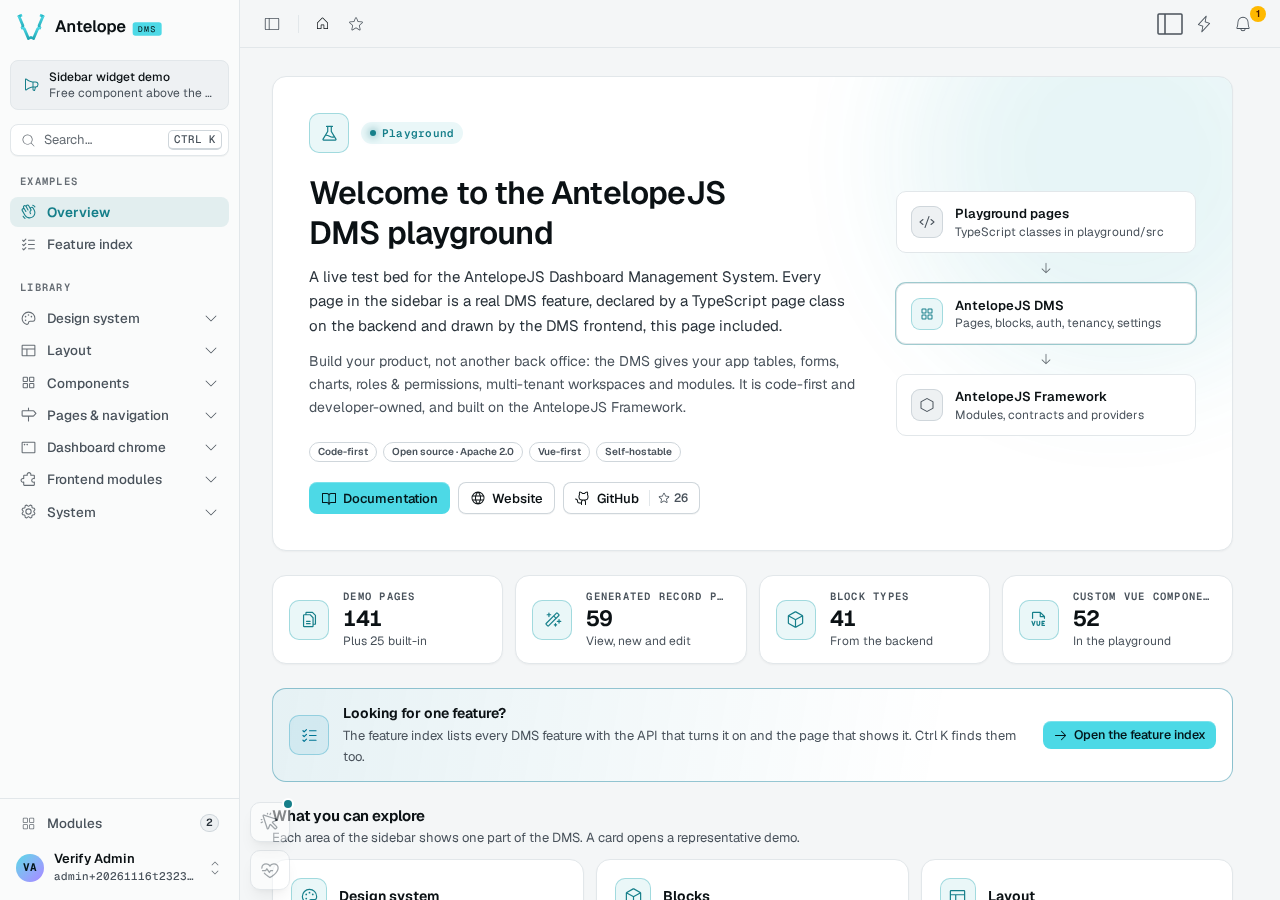 Antelope DMS
Sidebar widget demo
Free component above the …
Search…
CTRL K
EXAMPLES
Overview
Feature index
LIBRARY
Design system
Layout
Components
Pages & navigation
Dashboard chrome
Frontend modules
System
Modules
2
VA
Verify Admin
admin+20261116t2323…
1
Playground
Welcome to the AntelopeJS
DMS playground
A live test bed for the AntelopeJS Dashboard Management System. Every
page in the sidebar is a real DMS feature, declared by a TypeScript page class
on the backend and drawn by the DMS frontend, this page included.
Build your product, not another back office: the DMS gives your app tables, forms,
charts, roles & permissions, multi-tenant workspaces and modules. It is code-first and
developer-owned, and built on the AntelopeJS Framework.
Code-first
Open source · Apache 2.0
Vue-first
Self-hostable
Documentation
Website
GitHub
26
Playground pages
TypeScript classes in playground/src
AntelopeJS DMS
Pages, blocks, auth, tenancy, settings
AntelopeJS Framework
Modules, contracts and providers
DEMO PAGES
141
Plus 25 built-in
GENERATED RECORD P…
59
View, new and edit
BLOCK TYPES
41
From the backend
VUE
CUSTOM VUE COMPONE…
52
In the playground
Looking for one feature?
The feature index lists every DMS feature with the API that turns it on and the page that shows it. Ctrl K finds them
too.
Open the feature index
What you can explore
Each area of the sidebar shows one part of the DMS. A card opens a representative demo.
Design system
Blocks
Layout